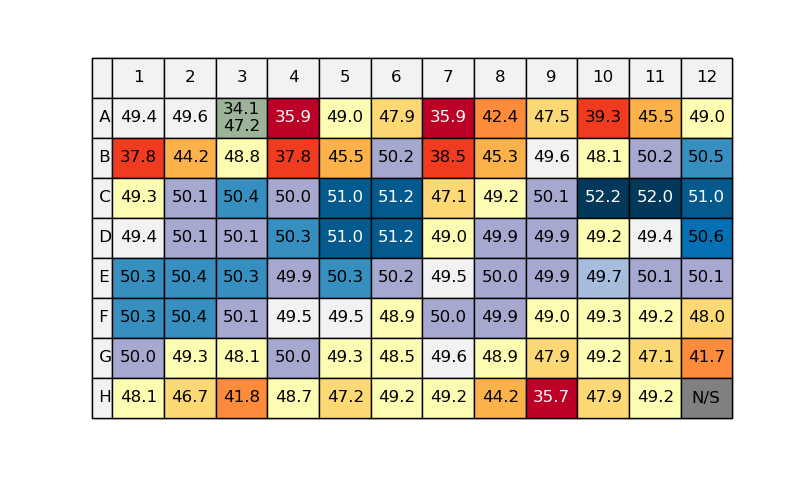 1 2 3 4 5 6 7 8 9 10 11 12
A 49.4 49.6 34.1 47.2 35.9 49.0 47.9 35.9 42.4 47.5 39.3 45.5 49.0
B 37.8 44.2 48.8 37.8 45.5 50.2 38.5 45.3 49.6 48.1 50.2 50.5
C 49.3 50.1 50.4 50.0 51.0 51.2 47.1 49.2 50.1 52.2 52.0 51.0
D 49.4 50.1 50.1 50.3 51.0 51.2 49.0 49.9 49.9 49.2 49.4 50.6
E 50.3 50.4 50.3 49.9 50.3 50.2 49.5 50.0 49.9 49.7 50.1 50.1
F 50.3 50.4 50.1 49.5 49.5 48.9 50.0 49.9 49.0 49.3 49.2 48.0
G 50.0 49.3 48.1 50.0 49.3 48.5 49.6 48.9 47.9 49.2 47.1 41.7
H 48.1 46.7 41.8 48.7 47.2 49.2 49.2 44.2 35.7 47.9 49.2 N/S